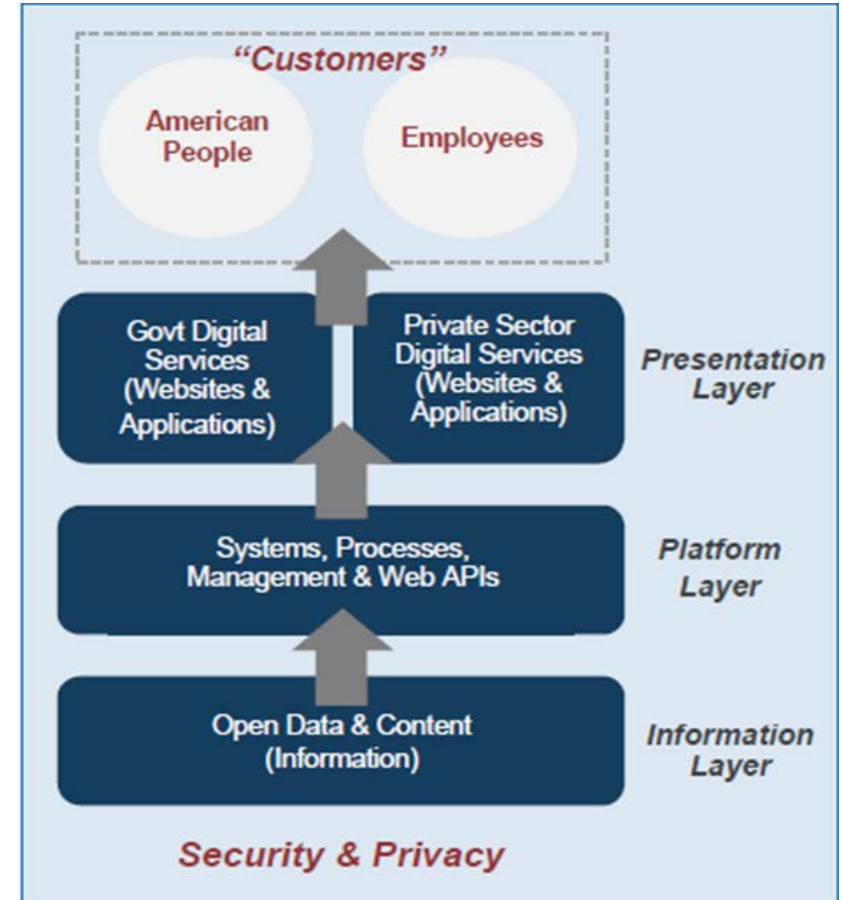 “Customers”
American
People
Employees
Govt Digital
Services
(Websites &
Applications)
Private Sector
Digital Services
(Websites &
Applications)
Presentation
Layer
Systems, Processes,
Management & Web APIs
Platform
Layer
Open Data & Content
(Information)
Information
Layer
Security & Privacy